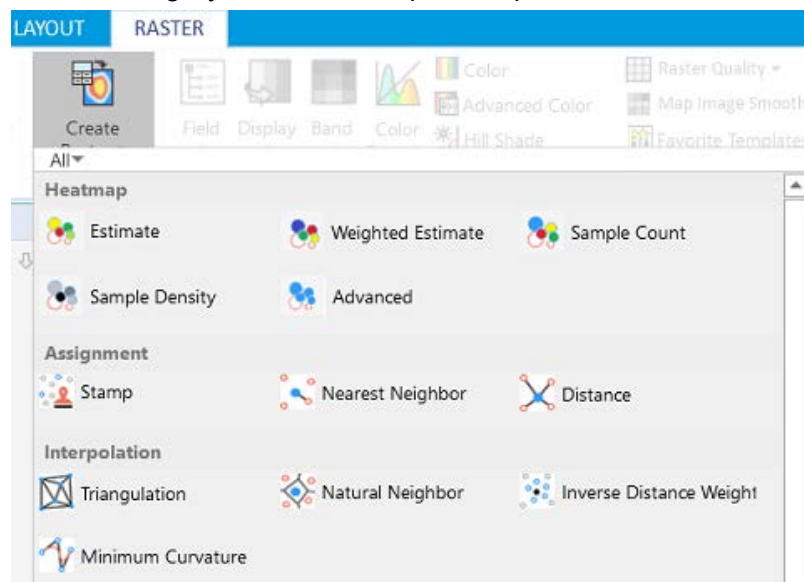 LAYOUT RASTER
Color Raster Quality
Create Field Display Band Color Advanced Color Map Image Smooth
Hill Shade Favorite Templates
All
Heatmap
Estimate Weighted Estimate Sample Count
Sample Density Advanced
Assignment
Stamp Nearest Neighbor Distance
Interpolation
Triangulation Natural Neighbor Inverse Distance Weight
Minimum Curvature